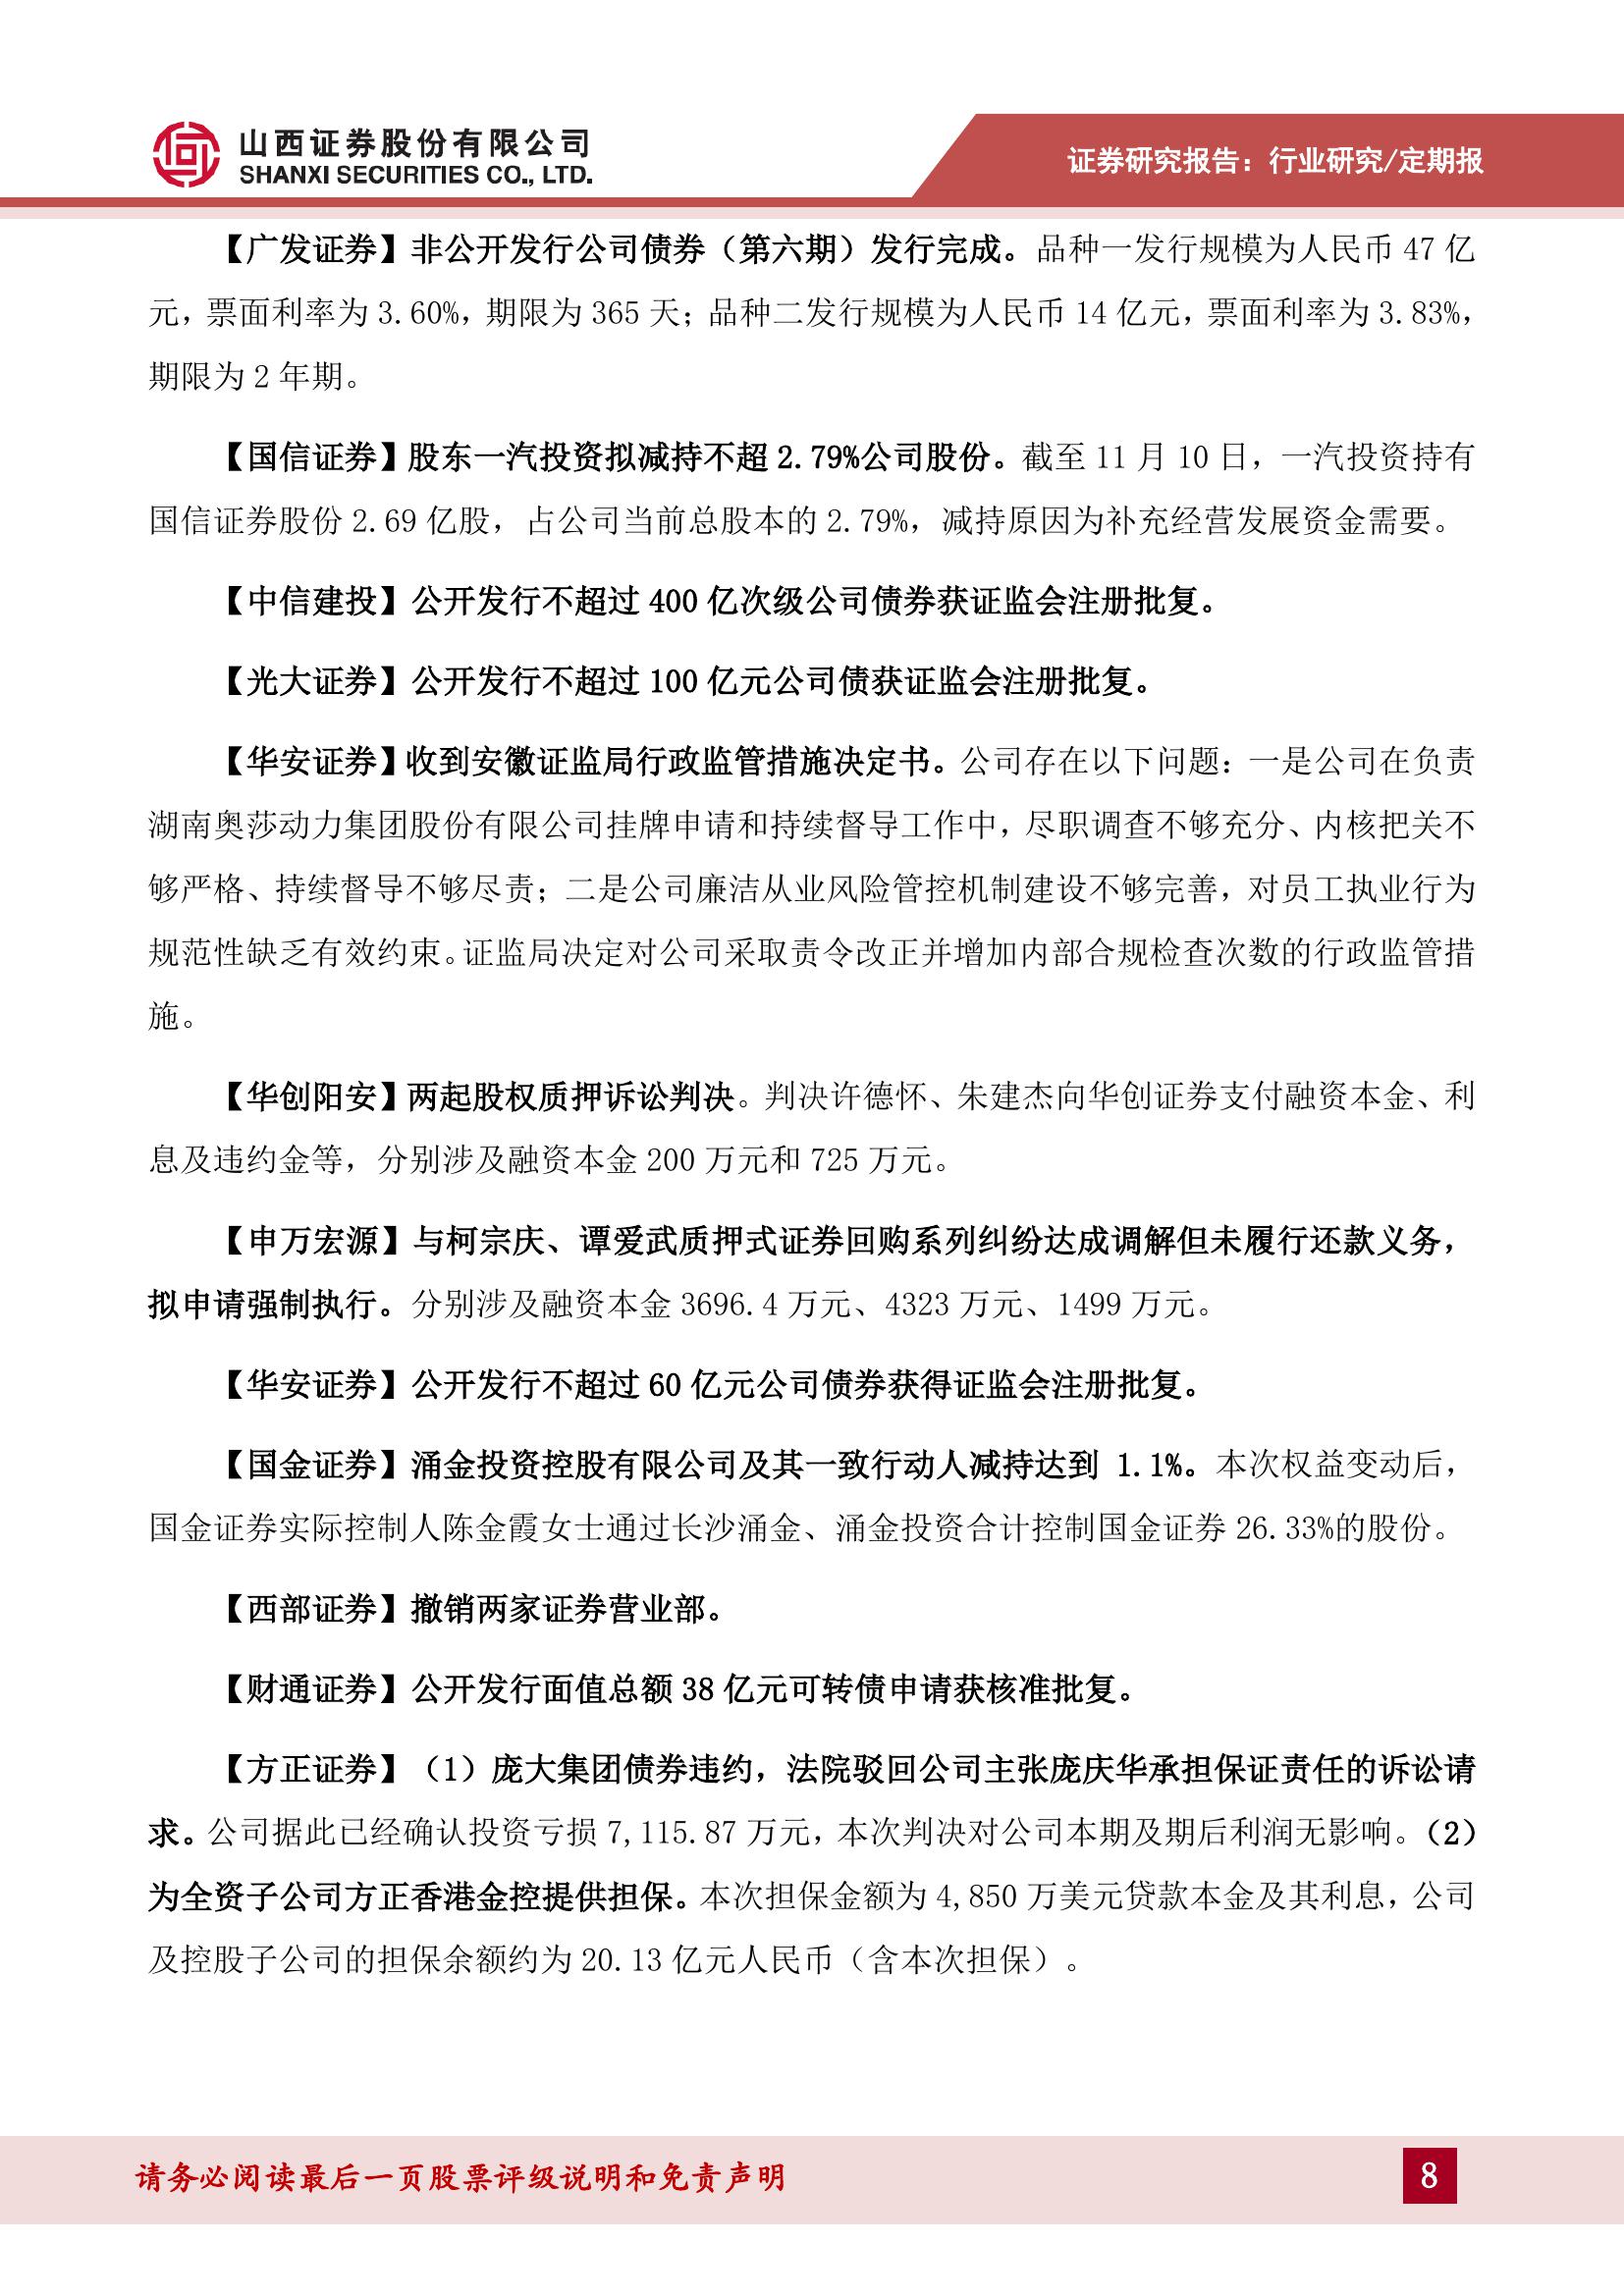 山西证券股份有限公司
SHANXI SECURITIES CO., LTD.
证券研究报告：行业研究/定期报
【广发证券】非公开发行公司债券（第六期）发行完成。品种一发行规模为人民币 47 亿
元，票面利率为 3.60%，期限为 365 天；品种二发行规模为人民币 14 亿元，票面利率为 3.83%，
期限为 2 年期。
【国信证券】股东一汽投资拟减持不超 2.79%公司股份。截至 11 月 10 日，一汽投资持有
国信证券股份 2.69 亿股，占公司当前总股本的 2.79%，减持原因为补充经营发展资金需要。
【中信建投】公开发行不超过 400 亿次级公司债券获证监会注册批复。
【光大证券】公开发行不超过 100 亿元公司债获证监会注册批复。
【华安证券】收到安徽证监局行政监管措施决定书。公司存在以下问题：一是公司在负责
湖南奥莎动力集团股份有限公司挂牌申请和持续督导工作中，尽职调查不够充分、内核把关不
够严格、持续督导不够尽责；二是公司廉洁从业风险管控机制建设不够完善，对员工执业行为
规范性缺乏有效约束。证监局决定对公司采取责令改正并增加内部合规检查次数的行政监管措
施。
【华创阳安】两起股权质押诉讼判决。判决许德怀、朱建杰向华创证券支付融资本金、利
息及违约金等，分别涉及融资本金 200 万元和 725 万元。
【申万宏源】与柯宗庆、谭爱武质押式证券回购系列纠纷达成调解但未履行还款义务，
拟申请强制执行。分别涉及融资本金 3696.4 万元、4323 万元、1499 万元。
【华安证券】公开发行不超过 60 亿元公司债券获得证监会注册批复。
【国金证券】涌金投资控股有限公司及其一致行动人减持达到 1.1%。本次权益变动后，
国金证券实际控制人陈金霞女士通过长沙涌金、涌金投资合计控制国金证券 26.33%的股份。
【西部证券】撤销两家证券营业部。
【财通证券】公开发行面值总额 38 亿元可转债申请获核准批复。
【方正证券】（1）庞大集团债券违约，法院驳回公司主张庞庆华承担保证责任的诉讼请
求。公司据此已经确认投资亏损 7,115.87 万元，本次判决对公司本期及期后利润无影响。（2）
为全资子公司方正香港金控提供担保。本次担保金额为 4,850 万美元贷款本金及其利息，公司
及控股子公司的担保余额约为 20.13 亿元人民币（含本次担保）。
请务必阅读最后一页股票评级说明和免责声明
8